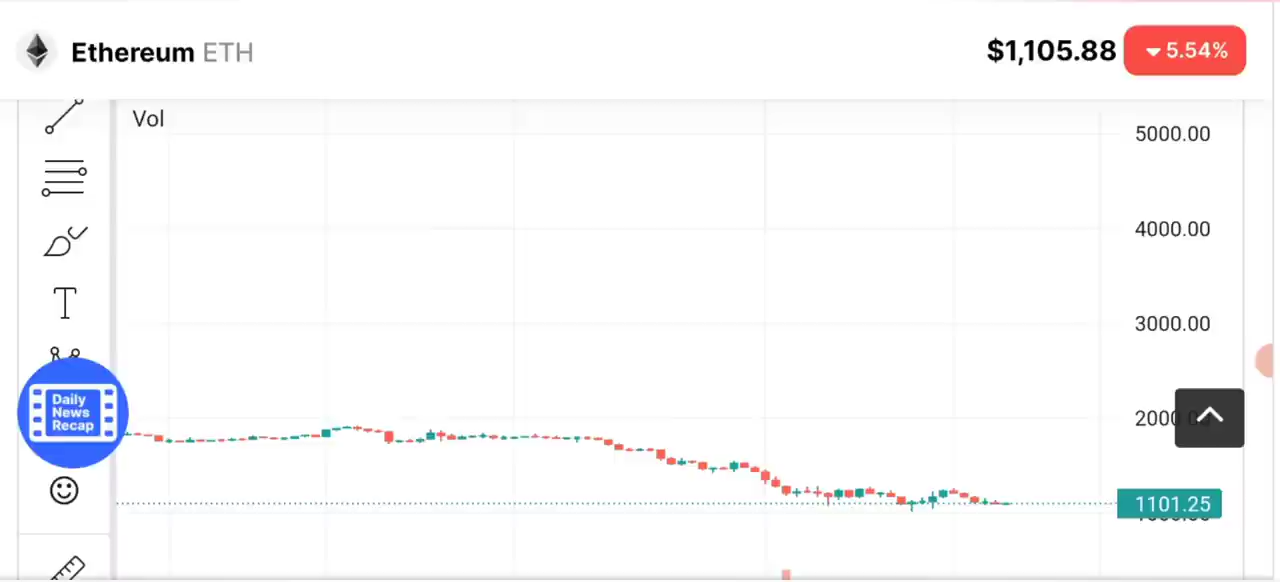 Ethereum ETH
$1,105.88
5.54%
Vol
5000.00
4000.00
3000.00
Daily
News
Recap
1101.25